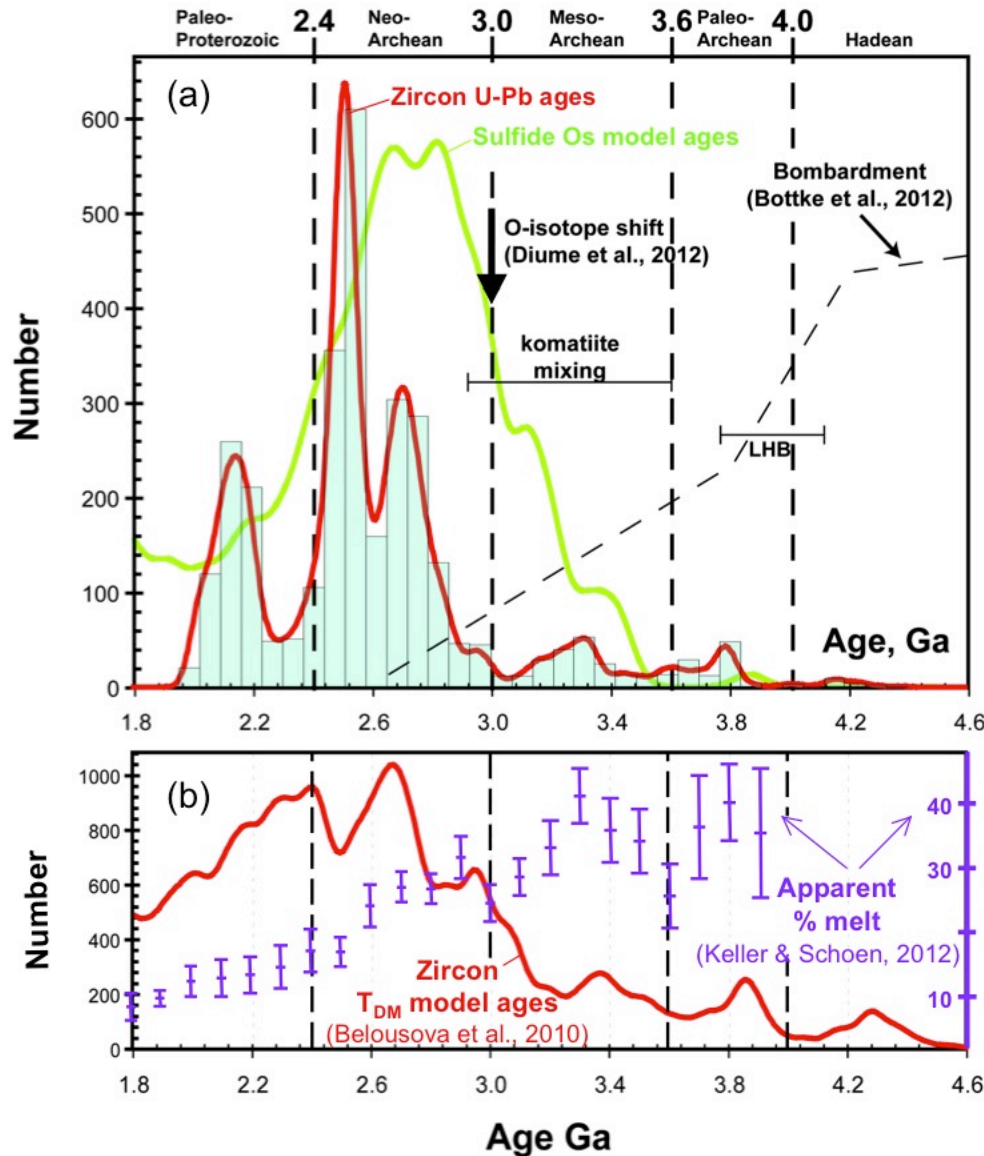 Paleo-
Proterozoic
2.4
Neo-
Archean
3.0
Meso-
Archean
3.6
Paleo-
Archean
4.0
Hadean
(a)
Zircon U-Pb ages
Sulfide Os model ages
Bombardment
(Bottke et al., 2012)
O-isotope shift
(Diume et al., 2012)
komatiite
mixing
LHB
Age, Ga
Number
600
500
400
300
200
100
0
1.8 2.2 2.6 3.0 3.4 3.8 4.2 4.6
(b)
Number
1000
800
600
400
200
0
40
30
10
Apparent
% melt
(Keller & Schoen, 2012)
Zircon
TDM model ages
(Belousova et al., 2010)
1.8 2.2 2.6 3.0 3.4 3.8 4.2 4.6
Age Ga